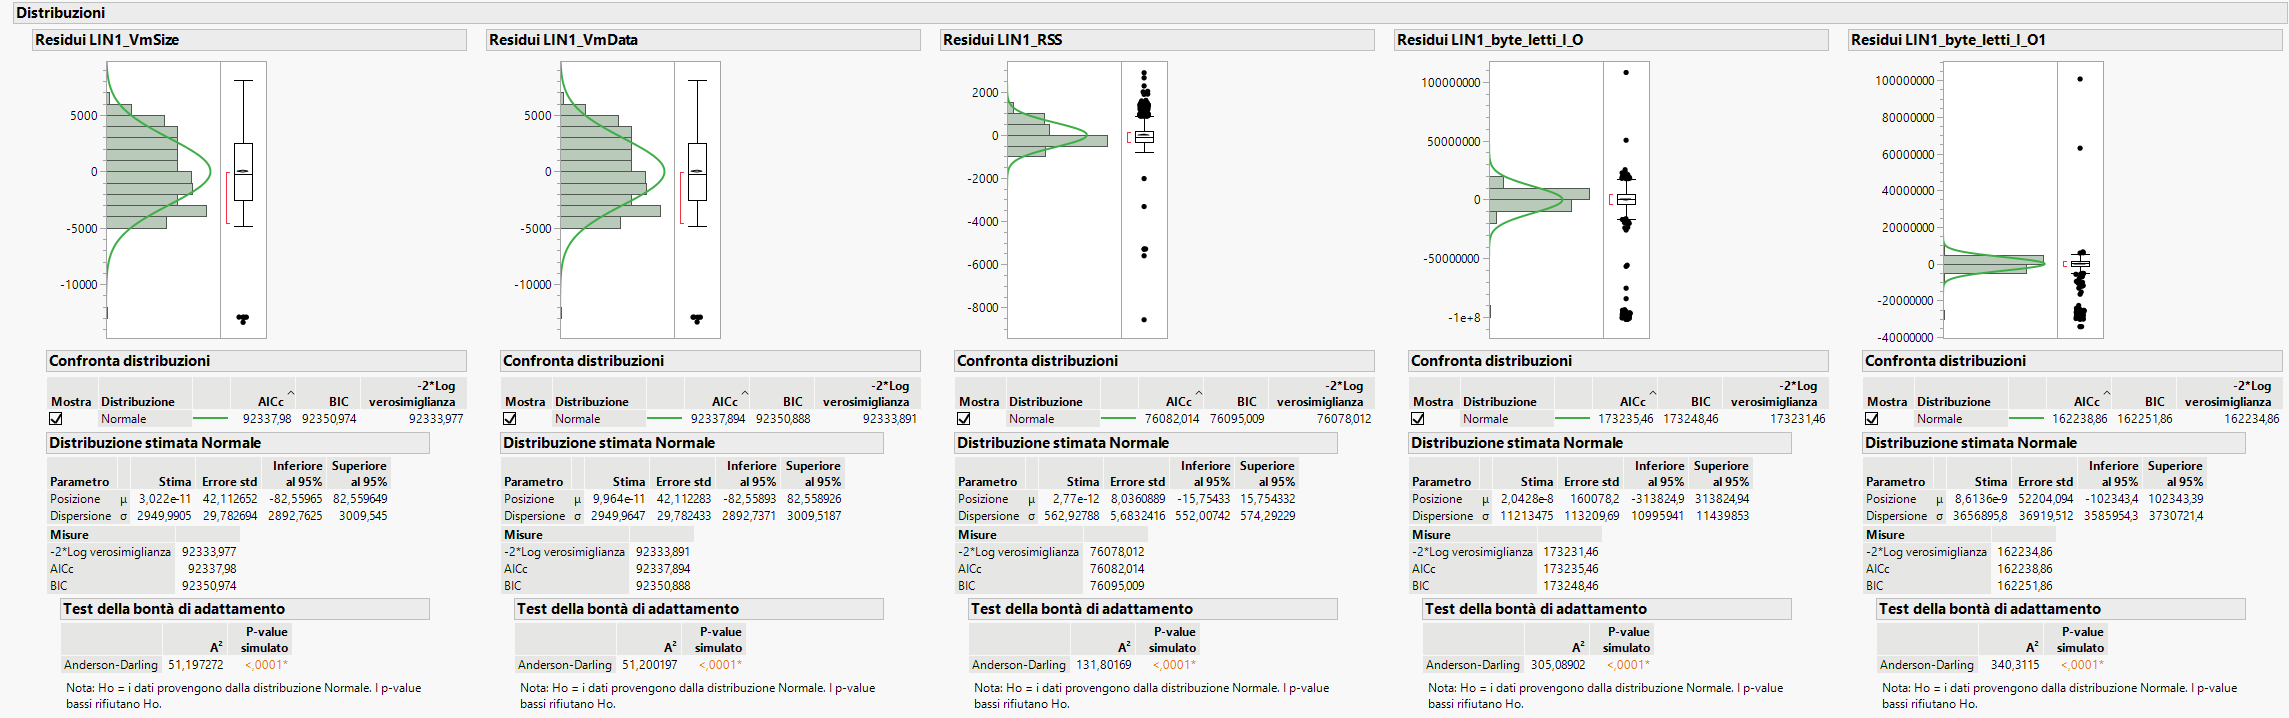 Distribuzioni
Residui LIN1_VmSize
5000
0
-5000
-10000
Confronta distribuzioni
Mostra Distribuzione AICc BIC -2*Log verosimiglianza
Normale 92337,98 92350,974 92333,977
Distribuzione stimata Normale
Parametro Stima Errore std Inferiore al 95% Superiore al 95%
Posizione μ 3,022e-11 42,112652 -82,55965 82,559649
Dispersione σ 2949,9905 29,782694 2892,7625 3009,545
Misure
-2*Log verosimiglianza 92333,977
AICc 92337,98
BIC 92350,974
Test della bontà di adattamento
A² P-value simulato
Anderson-Darling 51,197272 <,0001*
Nota: Ho = i dati provengono dalla distribuzione Normale. I p-value
bassi rifiutano Ho.
Residui LIN1_VmData
5000
0
-5000
-10000
Confronta distribuzioni
Mostra Distribuzione AICc BIC -2*Log verosimiglianza
Normale 92337,894 92350,888 92333,891
Distribuzione stimata Normale
Parametro Stima Errore std Inferiore al 95% Superiore al 95%
Posizione μ 9,964e-11 42,112283 -82,55893 82,558926
Dispersione σ 2949,9647 29,782433 2892,7371 3009,5187
Misure
-2*Log verosimiglianza 92333,891
AICc 92337,894
BIC 92350,888
Test della bontà di adattamento
A² P-value simulato
Anderson-Darling 51,200197 <,0001*
Nota: Ho = i dati provengono dalla distribuzione Normale. I p-value
bassi rifiutano Ho.
Residui LIN1_RSS
2000
0
-2000
-4000
-6000
-8000
Confronta distribuzioni
Mostra Distribuzione AICc BIC -2*Log verosimiglianza
Normale 76082,014 76095,009 76078,012
Distribuzione stimata Normale
Parametro Stima Errore std Inferiore al 95% Superiore al 95%
Posizione μ 2,77e-12 8,0360889 -15,75433 15,754332
Dispersione σ 562,92788 5,6832416 552,00742 574,29229
Misure
-2*Log verosimiglianza 76078,012
AICc 76082,014
BIC 76095,009
Test della bontà di adattamento
A² P-value simulato
Anderson-Darling 131,80169 <,0001*
Nota: Ho = i dati provengono dalla distribuzione Normale. I p-value
bassi rifiutano Ho.
Residui LIN1_byte_letti_I_O
100000000
50000000
0
-50000000
-1e+8
Confronta distribuzioni
Mostra Distribuzione AICc BIC -2*Log verosimiglianza
Normale 173235,46 173248,46 173231,46
Distribuzione stimata Normale
Parametro Stima Errore std Inferiore al 95% Superiore al 95%
Posizione μ 2,0428e-8 160078,2 -313824,9 313824,94
Dispersione σ 11213475 113209,69 10995941 11439853
Misure
-2*Log verosimiglianza 173231,46
AICc 173235,46
BIC 173248,46
Test della bontà di adattamento
A² P-value simulato
Anderson-Darling 305,08902 <,0001*
Nota: Ho = i dati provengono dalla distribuzione Normale. I p-value
bassi rifiutano Ho.
Residui LIN1_byte_letti_I_O1
100000000
80000000
60000000
40000000
20000000
0
-20000000
-40000000
Confronta distribuzioni
Mostra Distribuzione AICc BIC -2*Log verosimiglianza
Normale 162238,86 162251,86 162234,86
Distribuzione stimata Normale
Parametro Stima Errore std Inferiore al 95% Superiore al 95%
Posizione μ 8,6136e-9 52204,094 -102343,4 102343,39
Dispersione σ 3656895,8 36919,512 3585954,3 3730721,4
Misure
-2*Log verosimiglianza 162234,86
AICc 162238,86
BIC 162251,86
Test della bontà di adattamento
A² P-value simulato
Anderson-Darling 340,3115 <,0001*
Nota: Ho = i dati provengono dalla distribuzione Normale. I p-value
bassi rifiutano Ho.